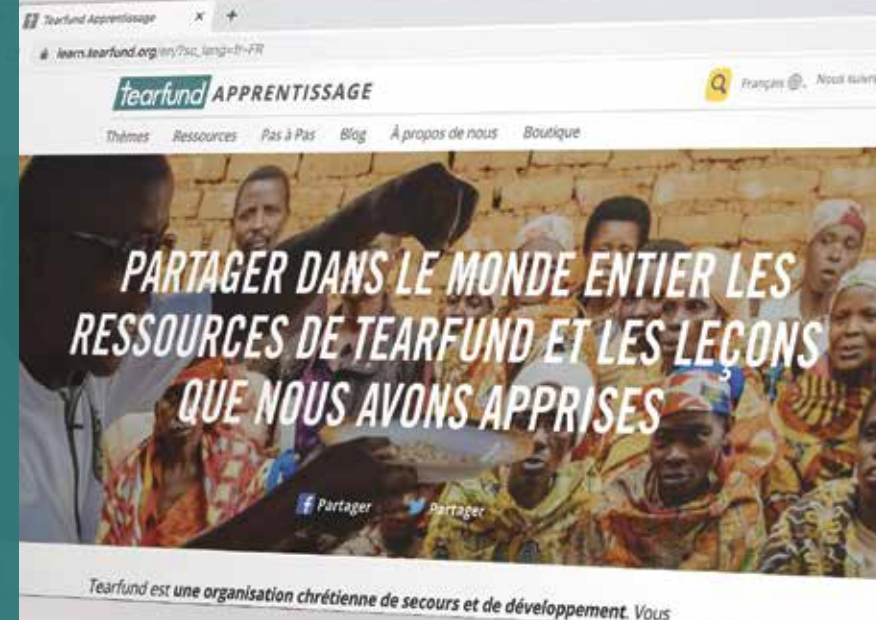 Tearfund Apprentissage × +
learn.tearfund.org/en/?sc_lang=fr-FR
tearfund APPRENTISSAGE
Français
Nous suivre
Thèmes Ressources Pas à Pas Blog À propos de nous Boutique
PARTAGER DANS LE MONDE ENTIER LES
RESSOURCES DE TEARFUND ET LES LEÇONS
QUE NOUS AVONS APPRISES
f Partager Partager
Tearfund est une organisation chrétienne de secours et de développement. Vous